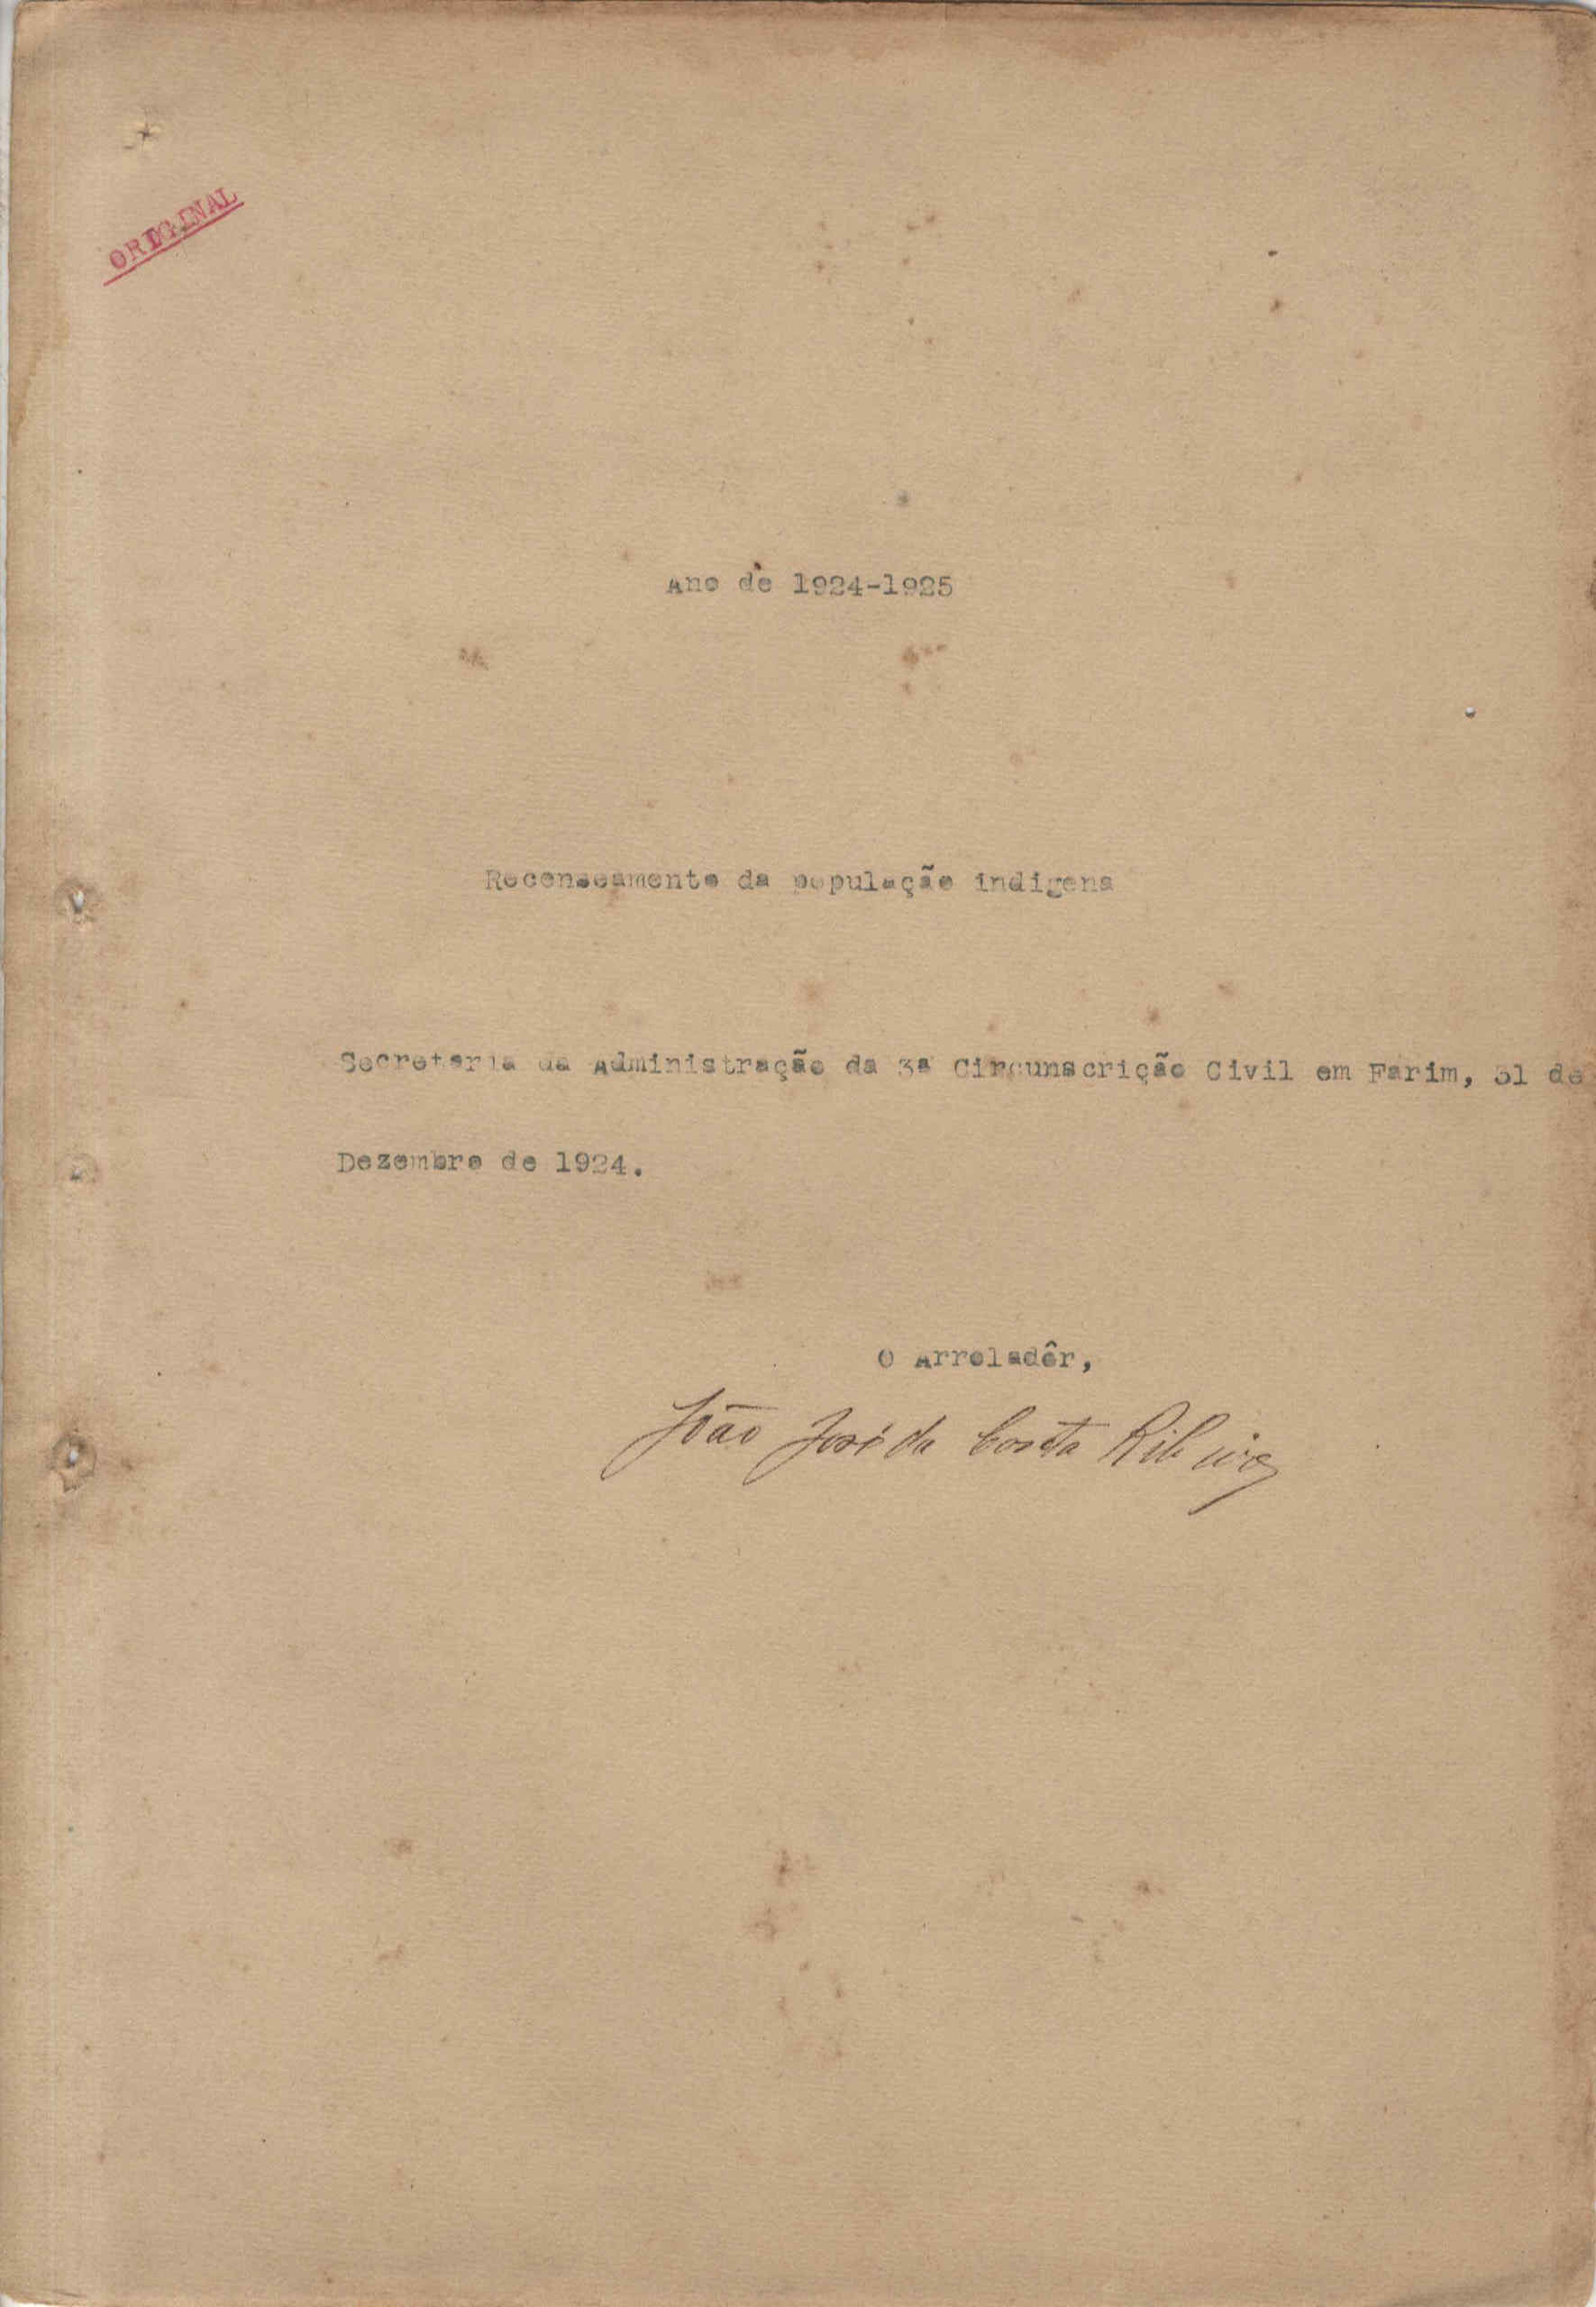 ORIGINAL
Ano de 1924-1925
Recenseamento da população indigena
Secretaria da Administração da 3ª Circunscrição Civil em Farim, 31 de
Dezembro de 1924.
O Arroladôr,
João José da Costa Ribeiro